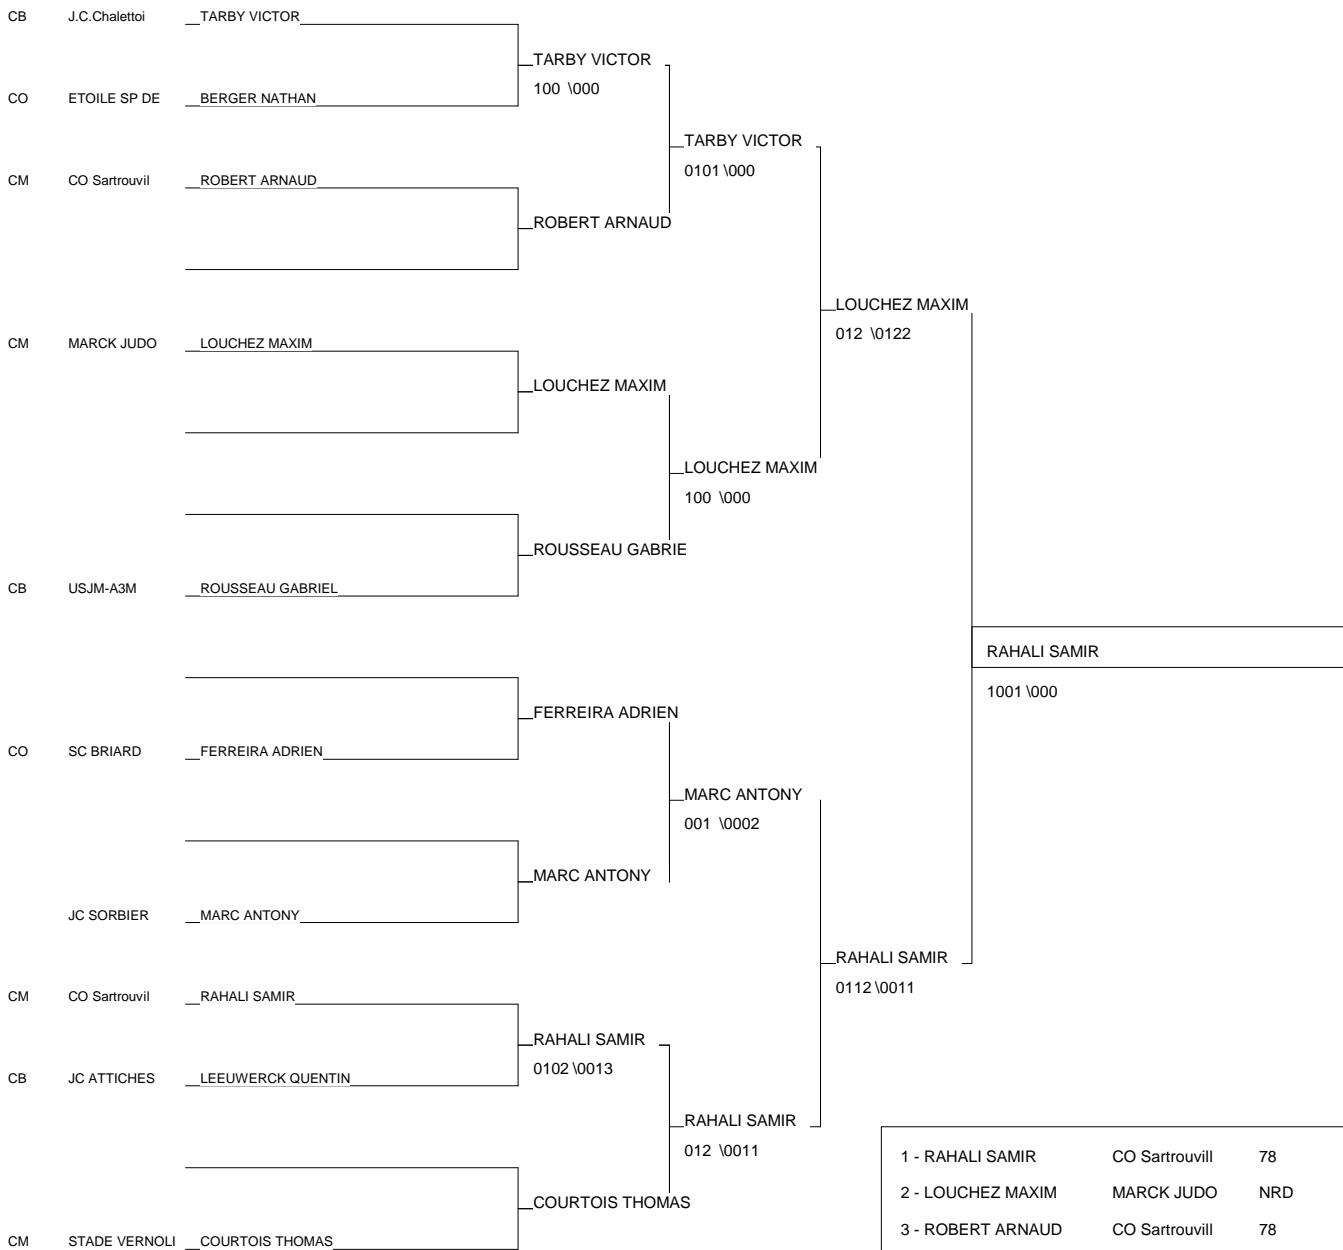 CB J.C.Chalettoi TARBY VICTOR
TARBY VICTOR
100 \000
CO ETOILE SP DE BERGER NATHAN
TARBY VICTOR
0101 \000
CM CO Sartrouvil ROBERT ARNAUD
ROBERT ARNAUD
LOUCHEZ MAXIM
012 \0122
CM MARCK JUDO LOUCHEZ MAXIM
LOUCHEZ MAXIM
LOUCHEZ MAXIM
100 \000
ROUSSEAU GABRIE
CB USJM-A3M ROUSSEAU GABRIEL
RAHALI SAMIR
1001 \000
FERREIRA ADRIEN
CO SC BRIARD FERREIRA ADRIEN
MARC ANTONY
001 \0002
MARC ANTONY
JC SORBIER MARC ANTONY
RAHALI SAMIR
0112 \0011
CM CO Sartrouvil RAHALI SAMIR
RAHALI SAMIR
0102 \0013
CB JC ATTICHES LEEUWERCK QUENTIN
RAHALI SAMIR
012 \0011
COURTOIS THOMAS
CM STADE VERNOLI COURTOIS THOMAS
1 - RAHALI SAMIR CO Sartrouvill 78
2 - LOUCHEZ MAXIM MARCK JUDO NRD
3 - ROBERT ARNAUD CO Sartrouvill 78